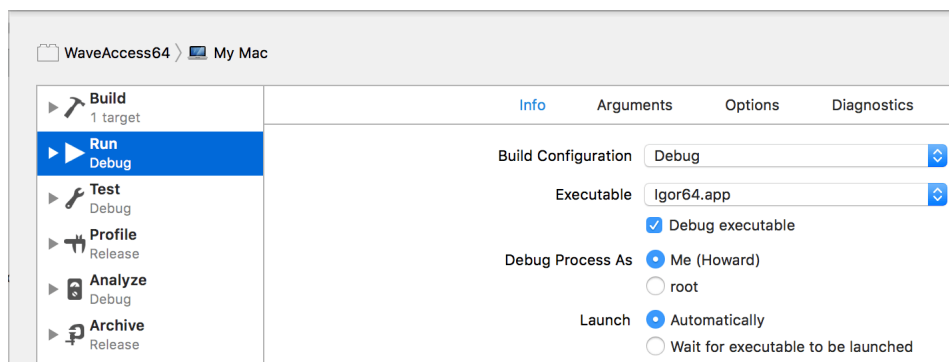 WaveAccess64 〉 My Mac
Build
1 target
Run
Debug
Test
Debug
Profile
Release
Analyze
Debug
Archive
Release
Info Arguments Options Diagnostics
Build Configuration Debug
Executable Igor64.app
Debug executable
Debug Process As Me (Howard)
root
Launch Automatically
Wait for executable to be launched